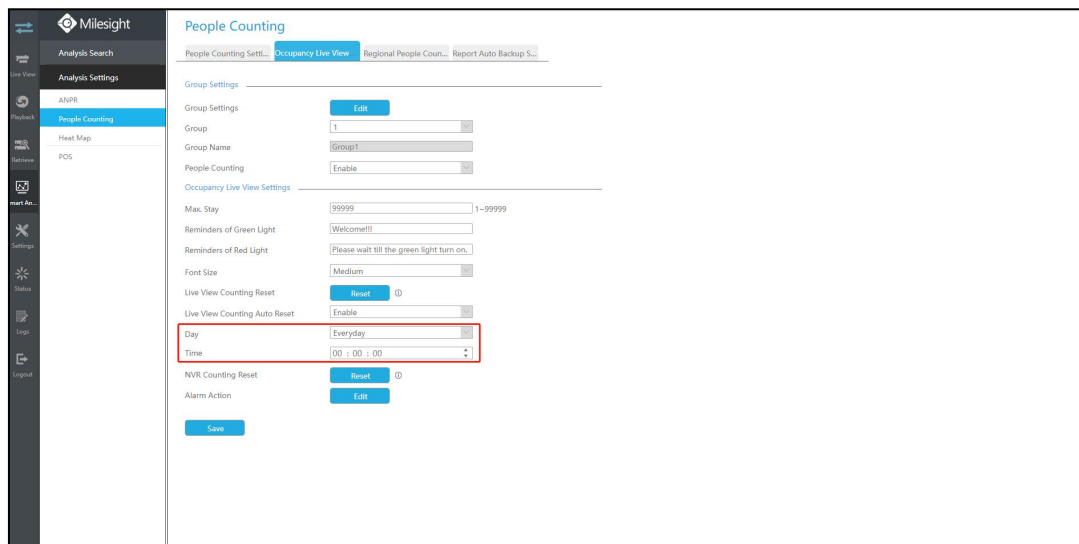 Milesight
People Counting
Analysis Search
People Counting Setti... Occupancy Live View Regional People Coun... Report Auto Backup S...
Live View
Analysis Settings
Group Settings
Playback
ANPR
Group Settings Edit
People Counting
Group 1
Heat Map
Group Name Group1
Retrieve
POS
People Counting Enable
Occupancy Live View Settings
mart An...
Max. Stay 99999 1~99999
Reminders of Green Light Welcome!!!
Settings
Reminders of Red Light Please wait till the green light turn on.
Font Size Medium
Status
Live View Counting Reset Reset
Live View Counting Auto Reset Enable
Logs
Day Everyday
Time 00 : 00 : 00
Logout
NVR Counting Reset Reset
Alarm Action Edit
Save